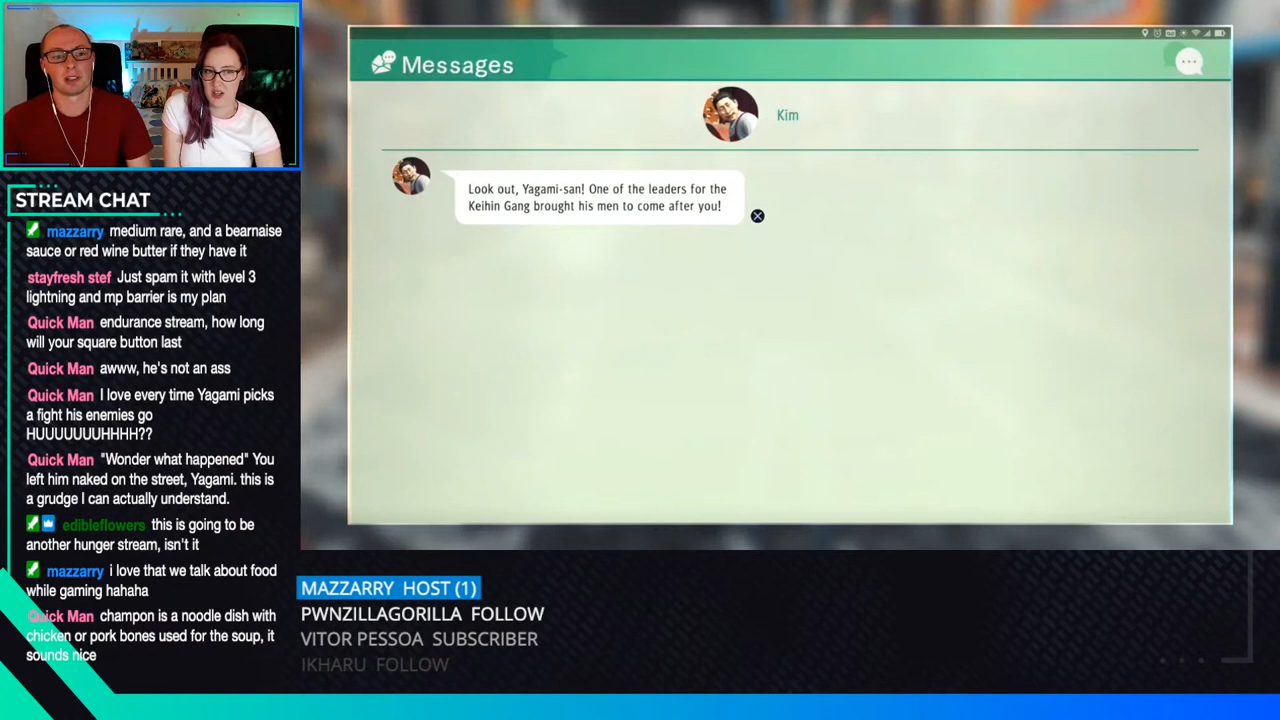 Messages
Kim
Look out, Yagami-san! One of the leaders for the
Keihin Gang brought his men to come after you!
STREAM CHAT
mazzarry medium rare, and a bearnaise
sauce or red wine butter if they have it
stayfresh stef Just spam it with level 3
lightning and mp barrier is my plan
Quick Man endurance stream, how long
will your square button last
Quick Man awww, he's not an ass
Quick Man I love every time Yagami picks
a fight his enemies go
HUUUUUUUHHHH??
Quick Man "Wonder what happened" You
left him naked on the street, Yagami. this is
a grudge I can actually understand.
edibleflowers this is going to be
another hunger stream, isn't it
mazzarry i love that we talk about food
while gaming hahaha
Quick Man champon is a noodle dish with
chicken or pork bones used for the soup, it
sounds nice
MAZZARRY HOST (1)
PWNZILLAGORILLA FOLLOW
VITOR PESSOA SUBSCRIBER
IKHARU FOLLOW